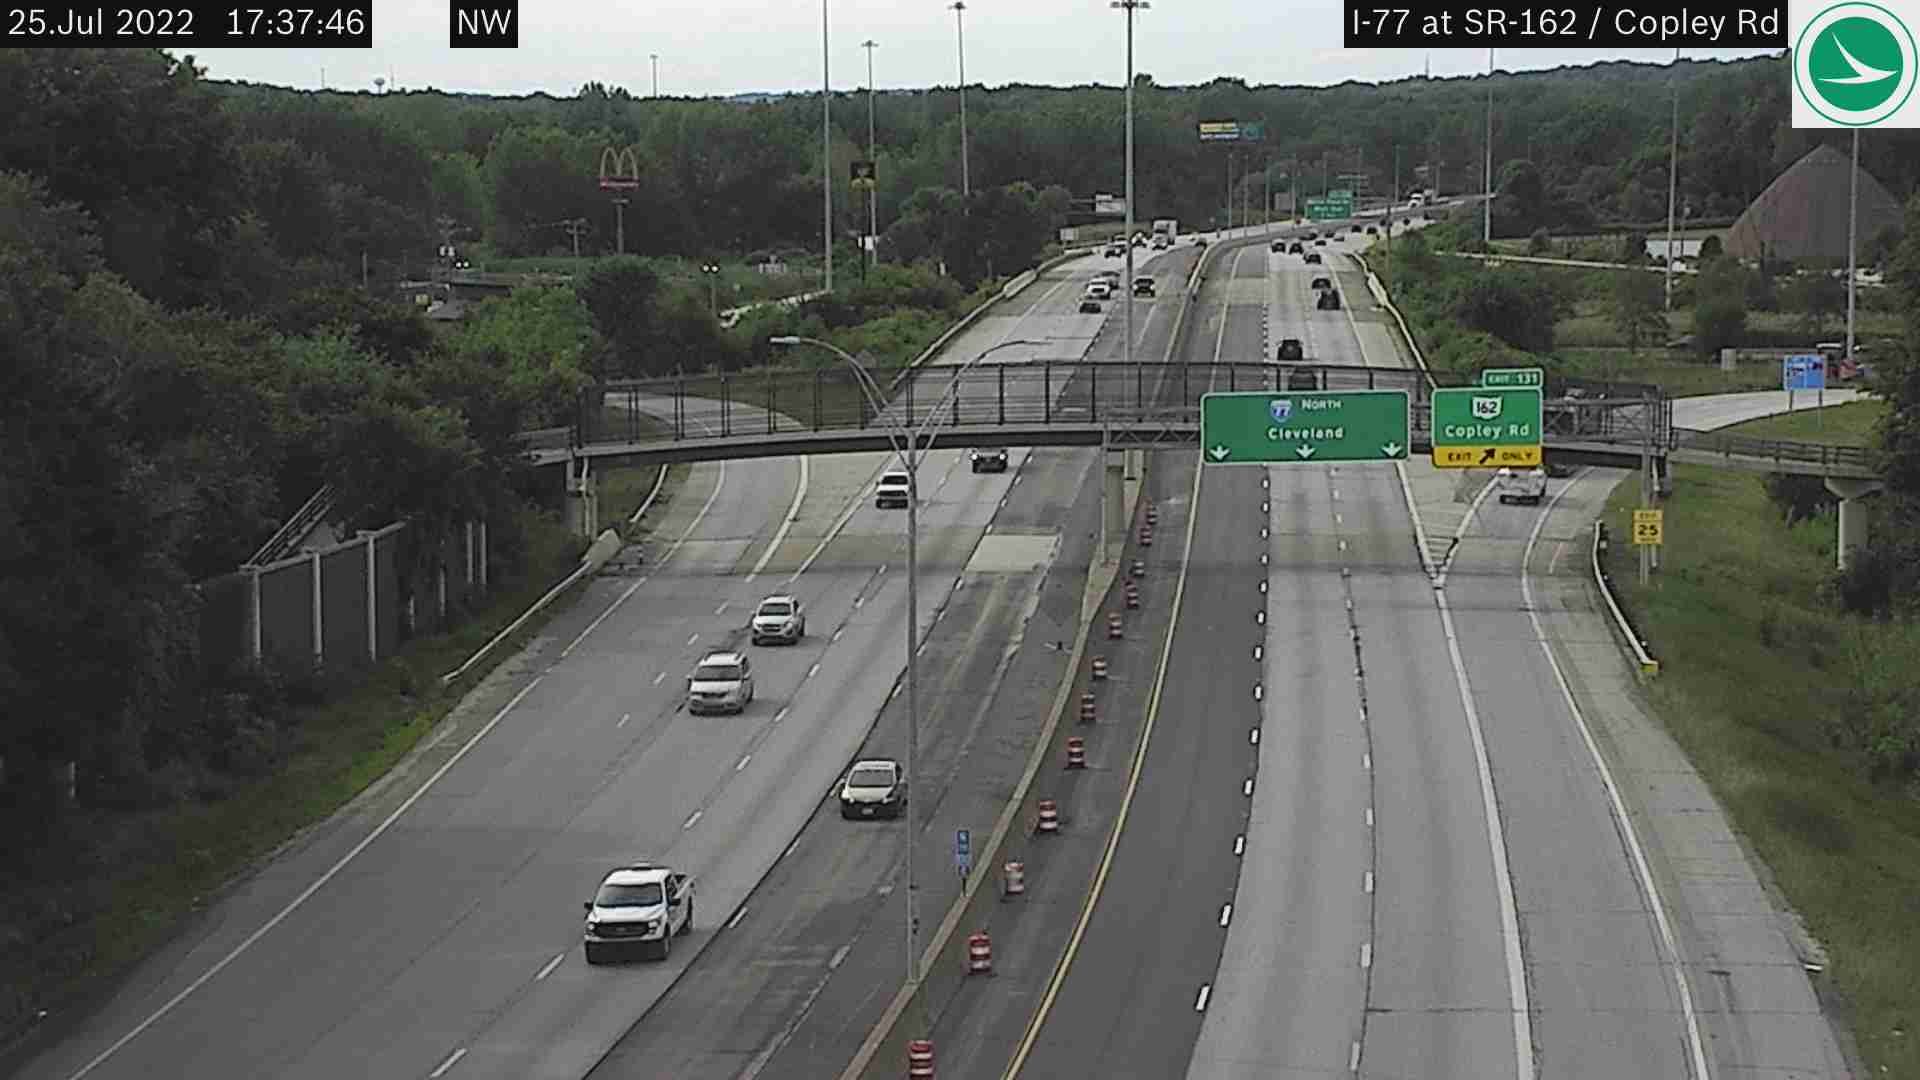 25.Jul 2022 17:37:46
NW
I-77 at SR-162 / Copley Rd
EXIT 131
77 NORTH
Cleveland
162
Copley Rd
EXIT ONLY
EXIT
25